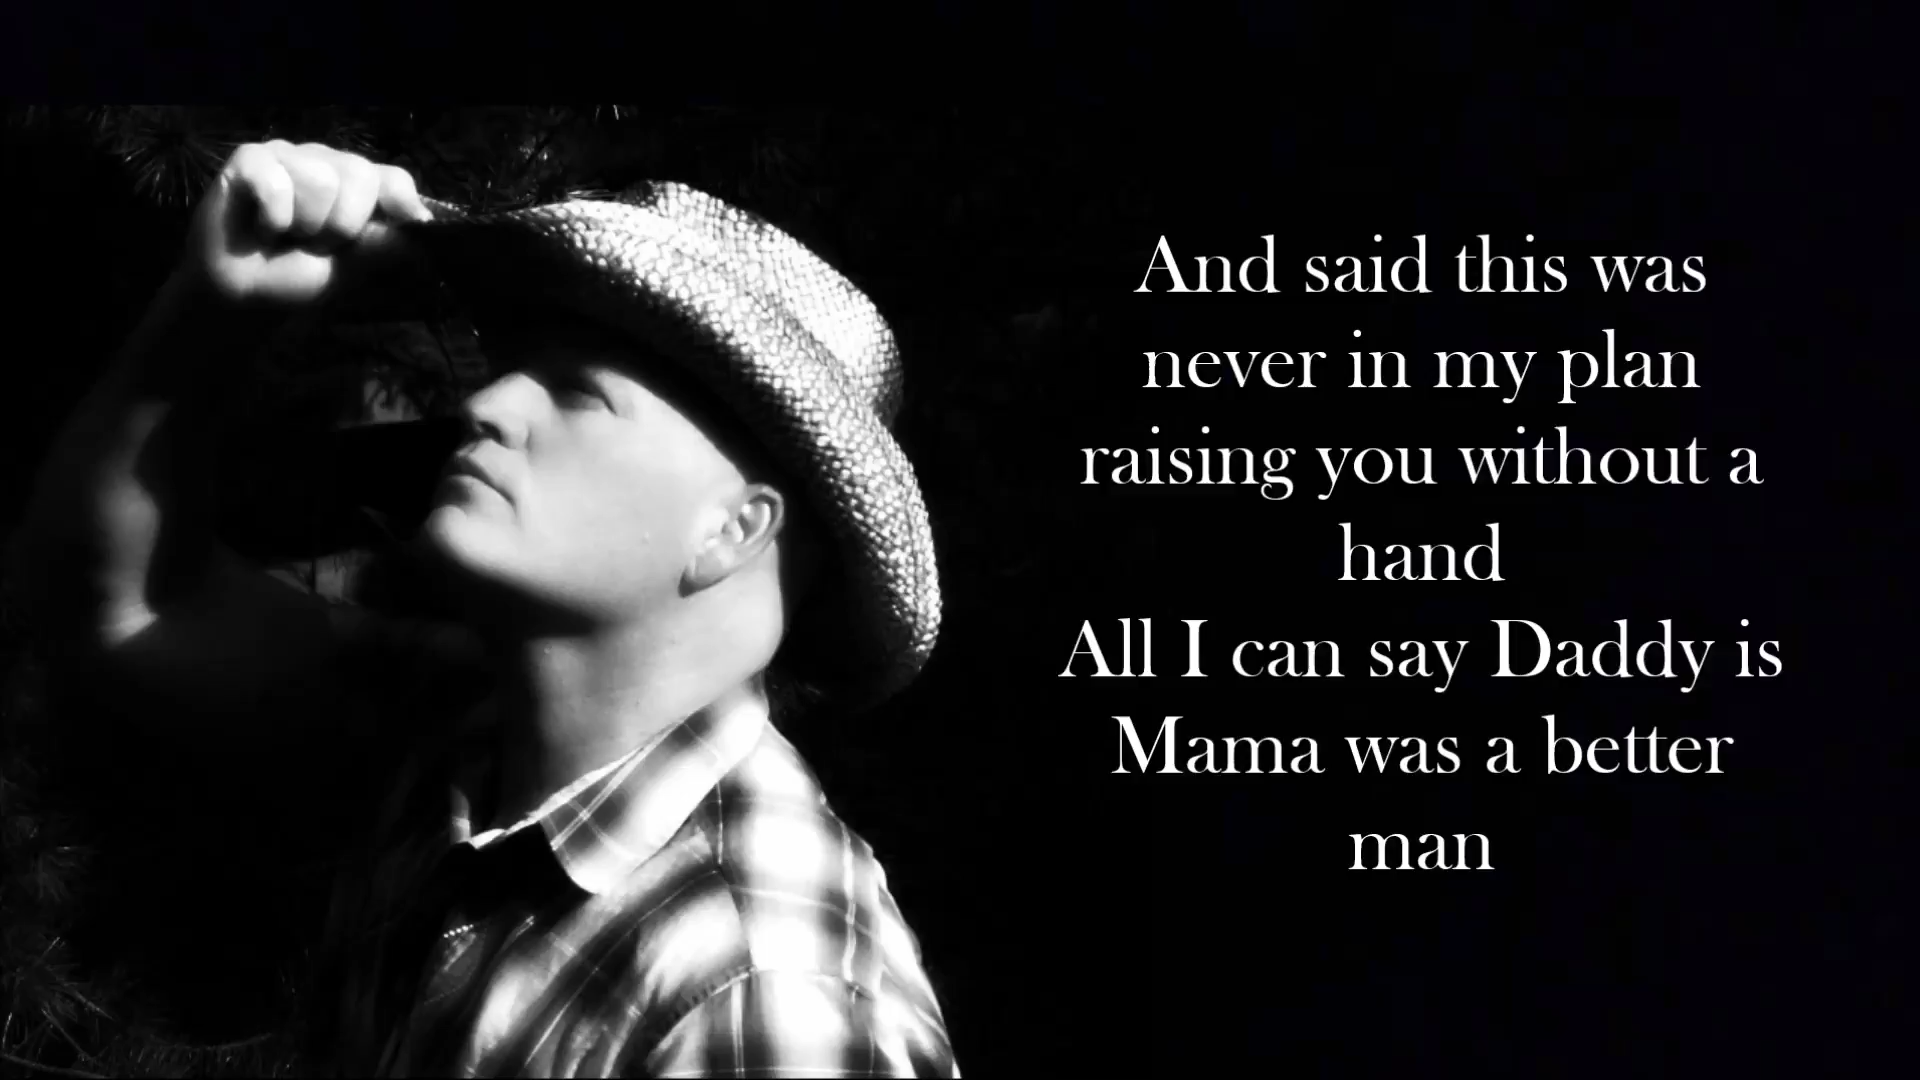 And said this was
never in my plan
raising you without a
hand
All I can say Daddy is
Mama was a better
man